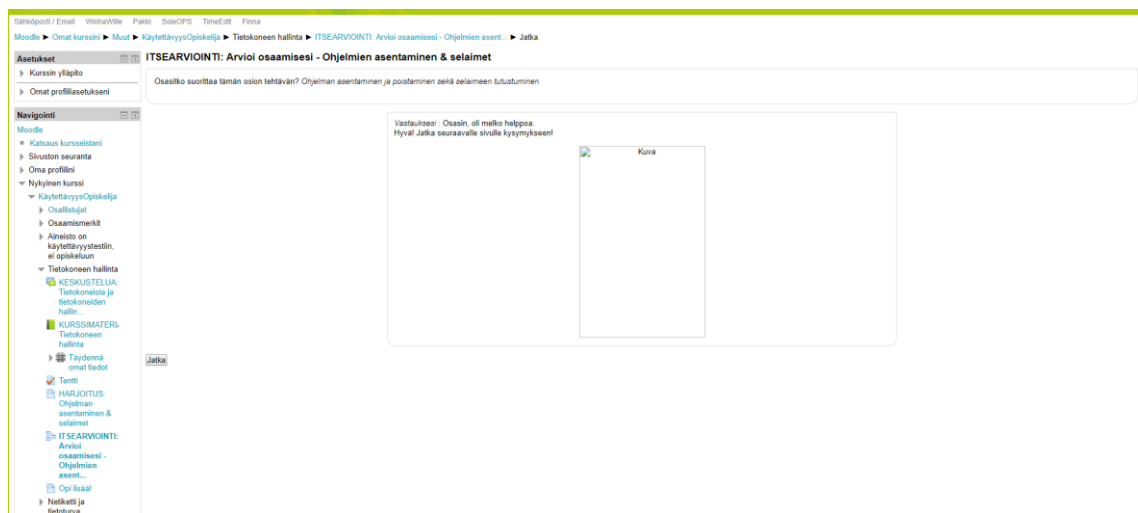 Sähköposti / Email WinhaWille Pakki SoleOPS TimeEdit Finna
Moodle ► Omat kurssini ► Muut ► KäytettävyysOpiskelija ► Tietokoneen hallinta ► ITSEARVIOINTI: Arvioi osaamisesi - Ohjelmien asent... ► Jatka
Asetukset
Kurssin ylläpito
Omat profiiliasetukseni
Navigointi
Moodle
Katsaus kursseistani
Sivuston seuranta
Oma profiilini
Nykyinen kurssi
KäytettävyysOpiskelija
Osallistujat
Osaamismerkit
Aineisto on
käytettävyystestiin,
ei opiskeluun
Tietokoneen hallinta
KESKUSTELUA:
Tietokoneista ja
tietokoneiden
hallin...
KURSSIMATERI
Tietokoneen
hallinta
Täydennä
omat tiedot
Tentti
HARJOITUS:
Ohjelman
asentaminen &
selaimet
ITSEARVIOINTI:
Arvioi
osaamisesi -
Ohjelmien
asent...
Opi lisää!
Netiketti ja
tietoturva
ITSEARVIOINTI: Arvioi osaamisesi - Ohjelmien asentaminen & selaimet
Osasitko suorittaa tämän osion tehtävän? Ohjelman asentaminen ja poistaminen sekä selaimeen tutustuminen
Vastauksesi : Osasin, oli melko helppoa.
Hyvä! Jatka seuraavalle sivulle kysymykseen!
Kuva
Jatka